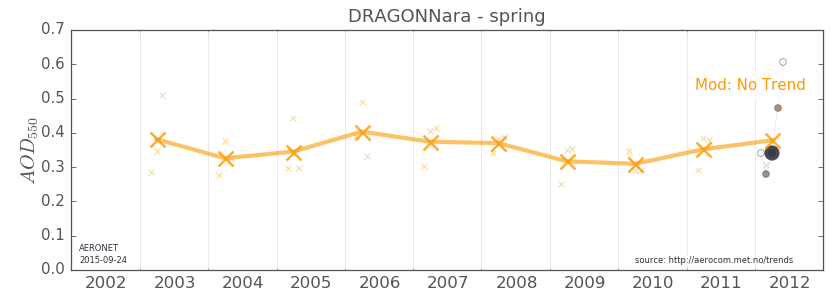 DRAGONNara - spring
0.7
0.6
0.5
0.4
0.3
0.2
0.1
0.0
AOD550
Mod: No Trend
AERONET
2015-09-24
source: http://aerocom.met.no/trends
2002 2003 2004 2005 2006 2007 2008 2009 2010 2011 2012